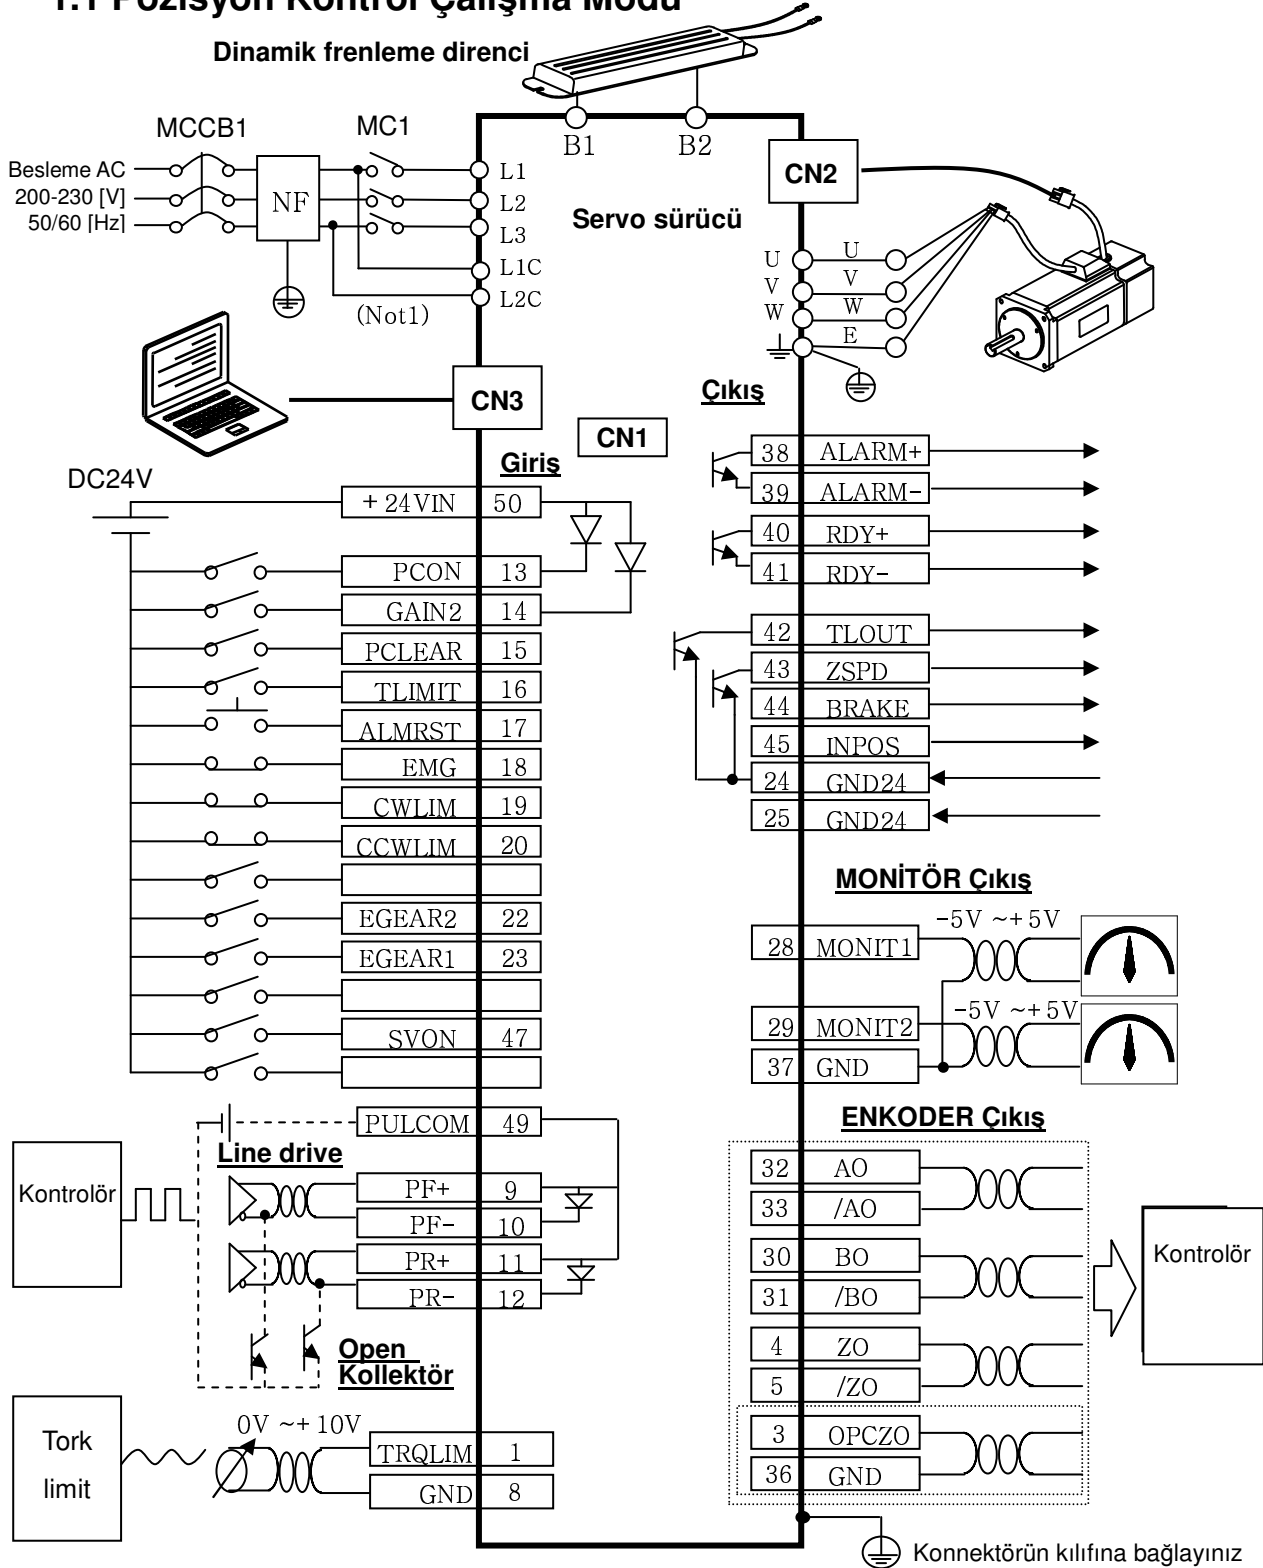 1.1 Pozisyon Kontrol Çalışma Modu
Dinamik frenleme direnci
MCCB1
MC1
B1
B2
CN2
Besleme AC
200-230 [V]
50/60 [Hz]
NF
L1
L2
L3
L1C
L2C
(Not1)
Servo sürücü
U
V
W
U
V
W
E
CN3
CN1
Giriş
Çıkış
DC24V
+24VIN 50
PCON 13
GAIN2 14
PCLEAR 15
TLIMIT 16
ALMRST 17
EMG 18
CWLIM 19
CCWLIM 20
EGEAR2 22
EGEAR1 23
SVON 47
38 ALARM+
39 ALARM-
40 RDY+
41 RDY-
42 TLOUT
43 ZSPD
44 BRAKE
45 INPOS
24 GND24
25 GND24
MONİTÖR Çıkış
-5V ~+5V
28 MONIT1
-5V ~+5V
29 MONIT2
37 GND
PULCOM 49
Line drive
Kontrolör
PF+ 9
PF- 10
PR+ 11
PR- 12
Open
Kollektör
Tork
limit
0V ~+10V
TRQLIM 1
GND 8
ENKODER Çıkış
32 AO
33 /AO
30 BO
31 /BO
4 ZO
5 /ZO
3 OPCZO
36 GND
Kontrolör
Konnektörün kılıfına bağlayınız